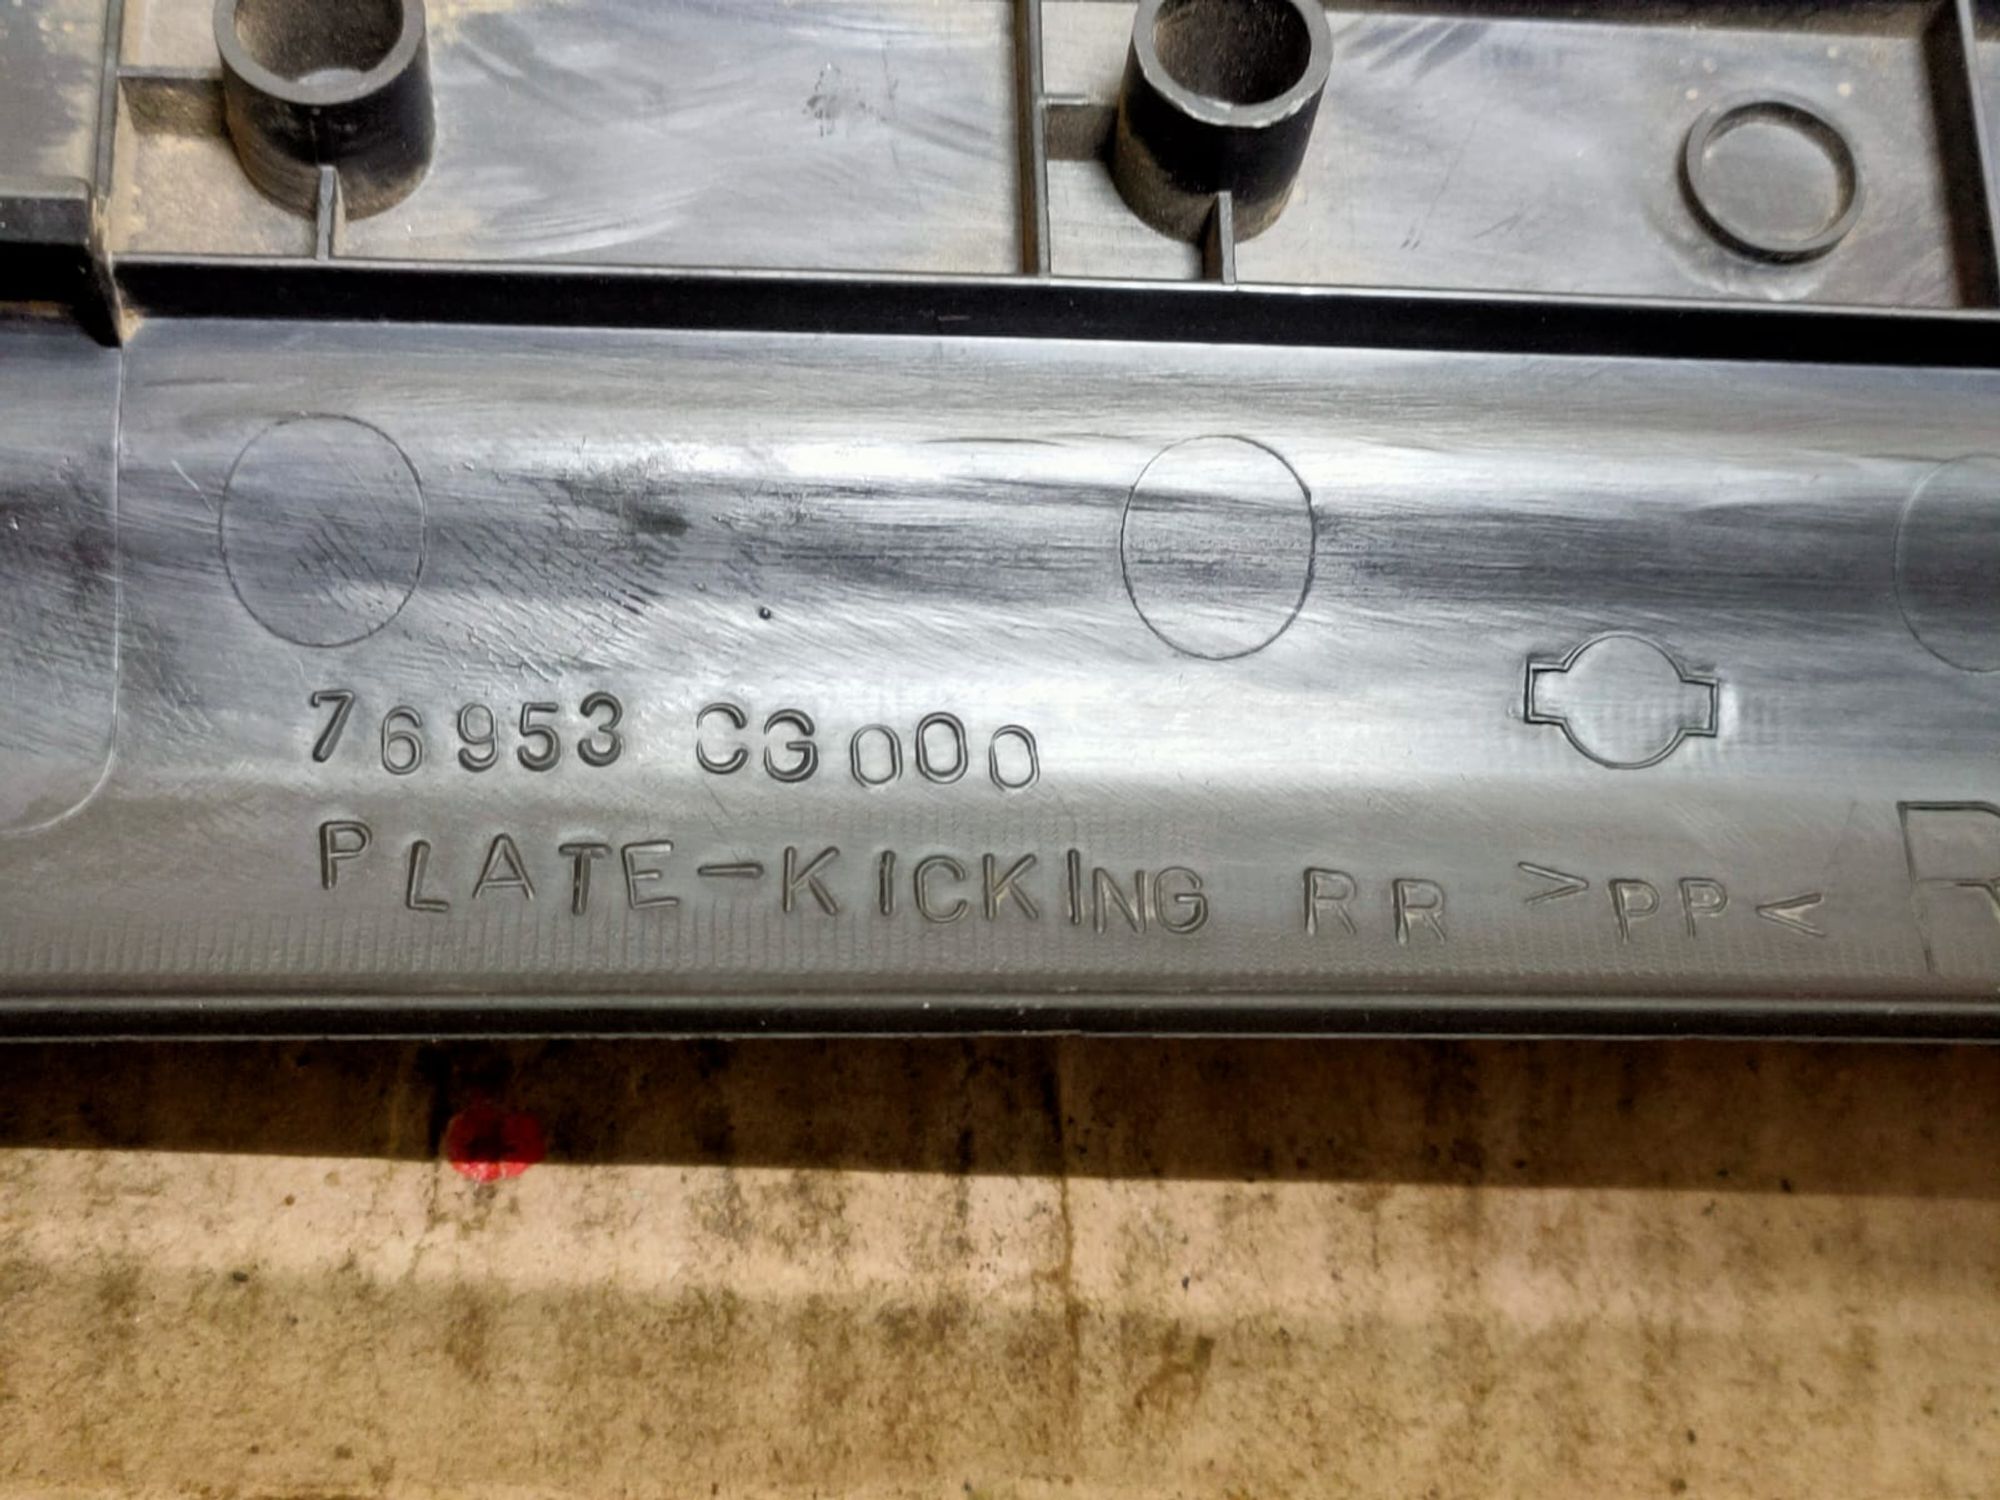 76953 CG000
PLATE-KICKING RR >PP<
R